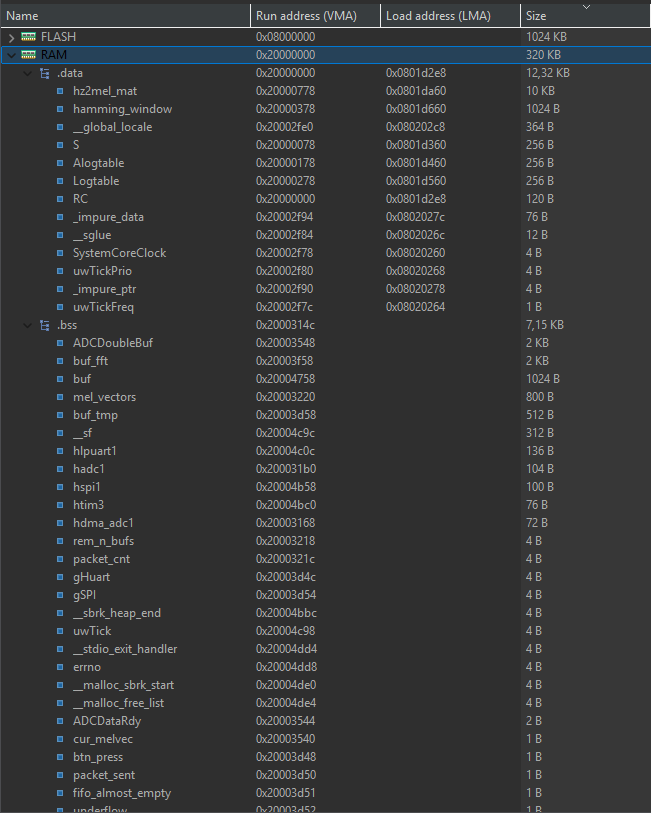 Name Run address (VMA) Load address (LMA) Size
FLASH 0x08000000 1024 KB
RAM 0x20000000 320 KB
.data 0x20000000 0x0801d2e8 12,32 KB
hz2mel_mat 0x20000778 0x0801da60 10 KB
hamming_window 0x20000378 0x0801d660 1024 B
__global_locale 0x20002fe0 0x080202c8 364 B
S 0x20000078 0x0801d360 256 B
Alogtable 0x20000178 0x0801d460 256 B
Logtable 0x20000278 0x0801d560 256 B
RC 0x20000000 0x0801d2e8 120 B
_impure_data 0x20002f94 0x0802027c 76 B
__sglue 0x20002f84 0x0802026c 12 B
SystemCoreClock 0x20002f78 0x08020260 4 B
uwTickPrio 0x20002f80 0x08020268 4 B
_impure_ptr 0x20002f90 0x08020278 4 B
uwTickFreq 0x20002f7c 0x08020264 1 B
.bss 0x2000314c 7,15 KB
ADCDoubleBuf 0x20003548 2 KB
buf_fft 0x20003f58 2 KB
buf 0x20004758 1024 B
mel_vectors 0x20003220 800 B
buf_tmp 0x20003d58 512 B
__sf 0x20004c9c 312 B
hlpuart1 0x20004c0c 136 B
hadc1 0x200031b0 104 B
hspi1 0x20004b58 100 B
htim3 0x20004bc0 76 B
hdma_adc1 0x20003168 72 B
rem_n_bufs 0x20003218 4 B
packet_cnt 0x2000321c 4 B
gHuart 0x20003d4c 4 B
gSPI 0x20003d54 4 B
__sbrk_heap_end 0x20004bbc 4 B
uwTick 0x20004c98 4 B
__stdio_exit_handler 0x20004dd4 4 B
errno 0x20004dd8 4 B
__malloc_sbrk_start 0x20004de0 4 B
__malloc_free_list 0x20004de4 4 B
ADCDataRdy 0x20003544 2 B
cur_melvec 0x20003540 1 B
btn_press 0x20003d48 1 B
packet_sent 0x20003d50 1 B
fifo_almost_empty 0x20003d51 1 B
underflow 0x20003d52 1 B